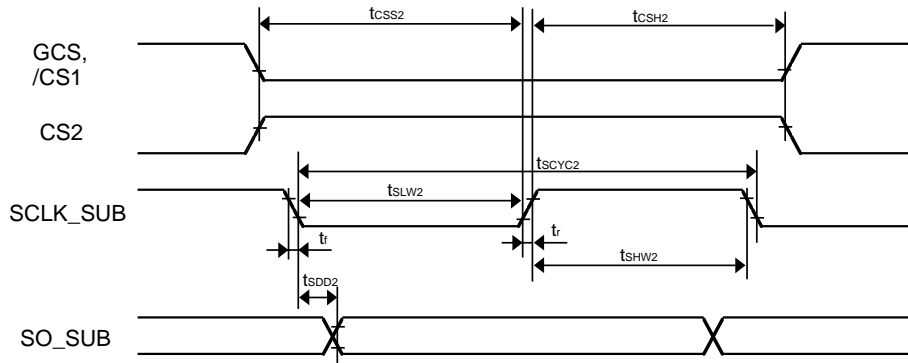 tCSS2
tCSH2
GCS,
/CS1
CS2
tSCYC2
tSLW2
SCLK_SUB
tf
tr
tSHW2
tSDD2
SO_SUB